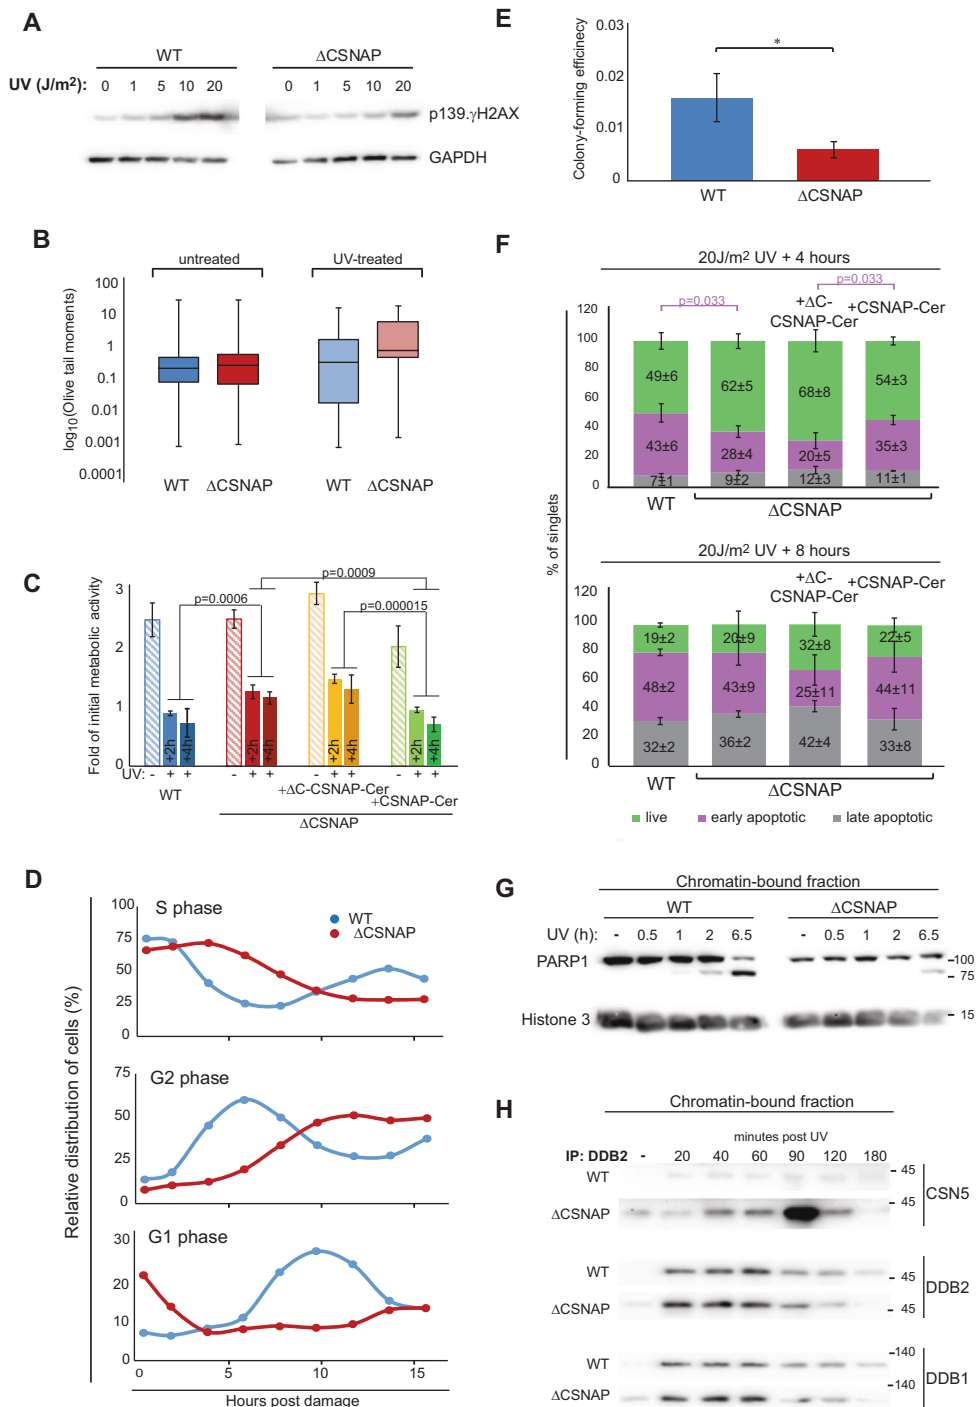 A
WT
ΔCSNAP
UV (J/m²):
0 1 5 10 20
0 1 5 10 20
p139.γH2AX
GAPDH
B
untreated
UV-treated
log10(Olive tail moments)
100
10
1
0.1
0.01
0.001
0.0001
WT
ΔCSNAP
WT
ΔCSNAP
C
Fold of initial metabolic activity
3
2
1
0
p=0.0009
p=0.0006
p=0.000015
+2h
+4h
+2h
+4h
+2h
+4h
+2h
+4h
UV: - + + - + + - + + - + +
WT
+ΔC-CSNAP-Cer
+CSNAP-Cer
ΔCSNAP
D
Relative distribution of cells (%)
100
75
50
25
0
S phase
WT
ΔCSNAP
75
50
25
0
G2 phase
30
20
10
0
G1 phase
0 5 10 15
Hours post damage
E
Colony-forming efficinecy
0.03
0.02
0.01
0
*
WT
ΔCSNAP
F
20J/m² UV + 4 hours
% of singlets
p=0.033
p=0.033
+ΔC-
CSNAP-Cer
+CSNAP-Cer
120
100
80
60
40
20
0
49±6
62±5
68±8
54±3
43±6
28±4
20±5
35±3
7±1
9±2
12±3
11±1
WT
ΔCSNAP
20J/m² UV + 8 hours
+ΔC-
CSNAP-Cer
+CSNAP-Cer
120
100
80
60
40
20
0
19±2
20±9
32±8
22±5
48±2
43±9
25±11
44±11
32±2
36±2
42±4
33±8
WT
ΔCSNAP
live
early apoptotic
late apoptotic
G
Chromatin-bound fraction
WT
ΔCSNAP
UV (h): - 0.5 1 2 6.5
- 0.5 1 2 6.5
PARP1
100
75
Histone 3
15
H
Chromatin-bound fraction
minutes post UV
IP: DDB2 - 20 40 60 90 120 180
WT
45
ΔCSNAP
45
CSN5
WT
45
ΔCSNAP
45
DDB2
WT
140
ΔCSNAP
140
DDB1